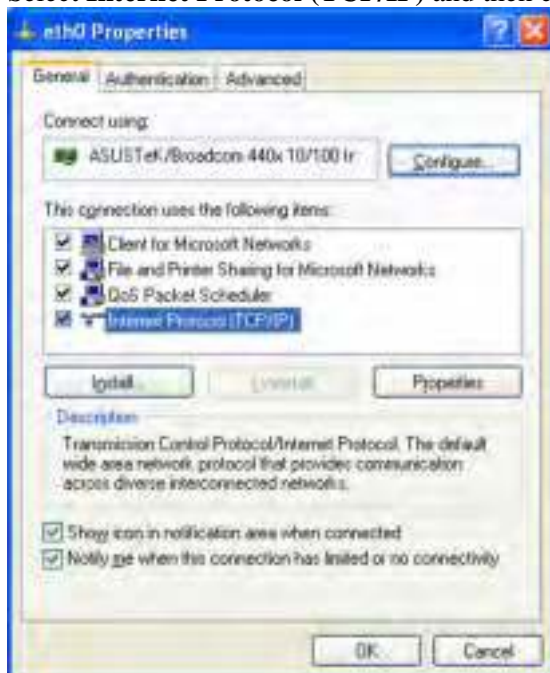 Select Internet Protocol (TCP/IP) and then c
eth0 Properties
General Authentication Advanced
Connect using:
ASUSTeK/Broadcom 440x 10/100 Ir
Configure...
This connection uses the following items:
Client for Microsoft Networks
File and Printer Sharing for Microsoft Networks
QoS Packet Scheduler
Internet Protocol (TCP/IP)
Install... Uninstall Properties
Description
Transmission Control Protocol/Internet Protocol. The default
wide area network protocol that provides communication
across diverse interconnected networks.
Show icon in notification area when connected
Notify me when this connection has limited or no connectivity
OK Cancel